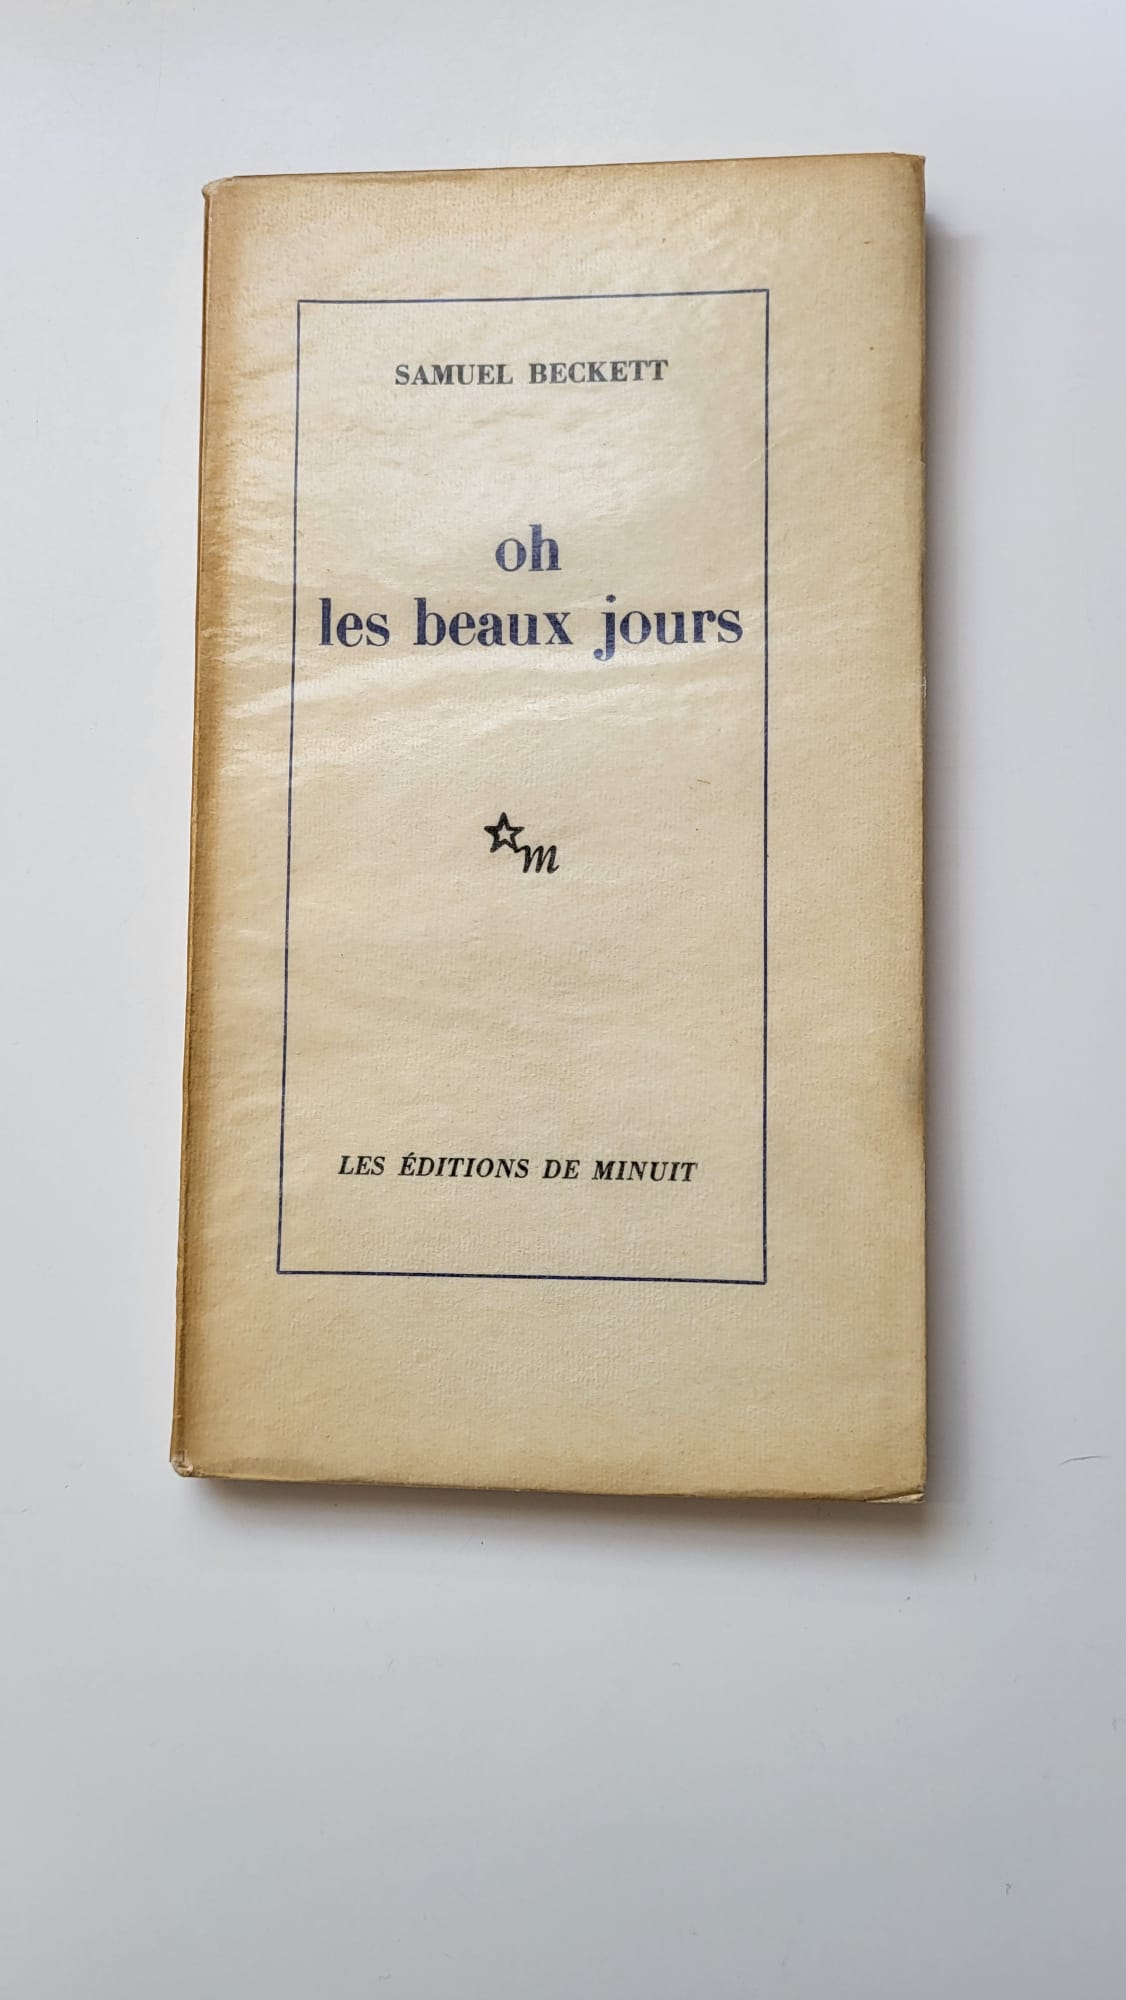 SAMUEL BECKETT
oh
les beaux jours
m
LES ÉDITIONS DE MINUIT